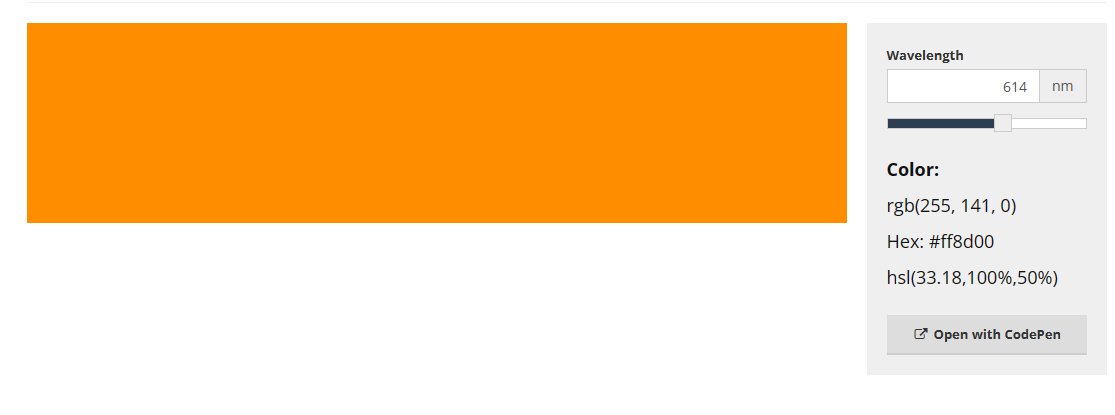 Wavelength
614 nm
Color:
rgb(255, 141, 0)
Hex: #ff8d00
hsl(33.18,100%,50%)
Open with CodePen